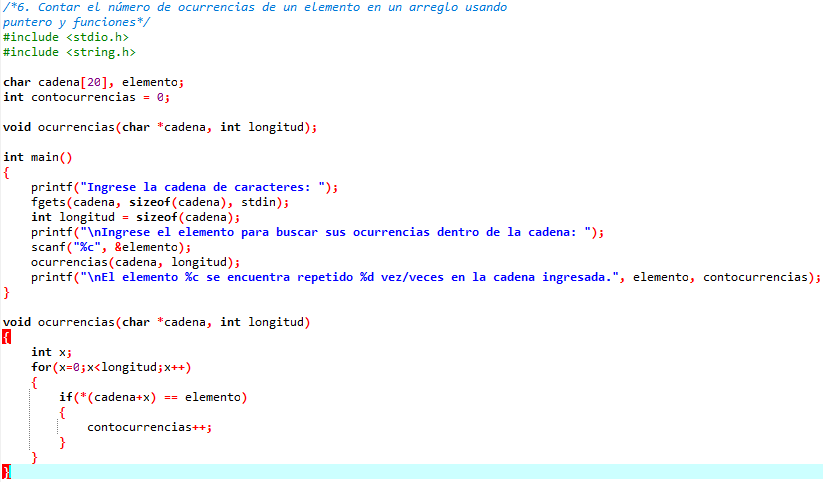 /*6. Contar el número de ocurrencias de un elemento en un arreglo usando
puntero y funciones*/
#include <stdio.h>
#include <string.h>

char cadena[20], elemento;
int contocurrencias = 0;

void ocurrencias(char *cadena, int longitud);

int main()
{
    printf("Ingrese la cadena de caracteres: ");
    fgets(cadena, sizeof(cadena), stdin);
    int longitud = sizeof(cadena);
    printf("\nIngrese el elemento para buscar sus ocurrencias dentro de la cadena: ");
    scanf("%c", &elemento);
    ocurrencias(cadena, longitud);
    printf("\nEl elemento %c se encuentra repetido %d vez/veces en la cadena ingresada.", elemento, contocurrencias);
}

void ocurrencias(char *cadena, int longitud)
{
    int x;
    for(x=0;x<longitud;x++)
    {
        if(*(cadena+x) == elemento)
        {
            contocurrencias++;
        }
    }
}